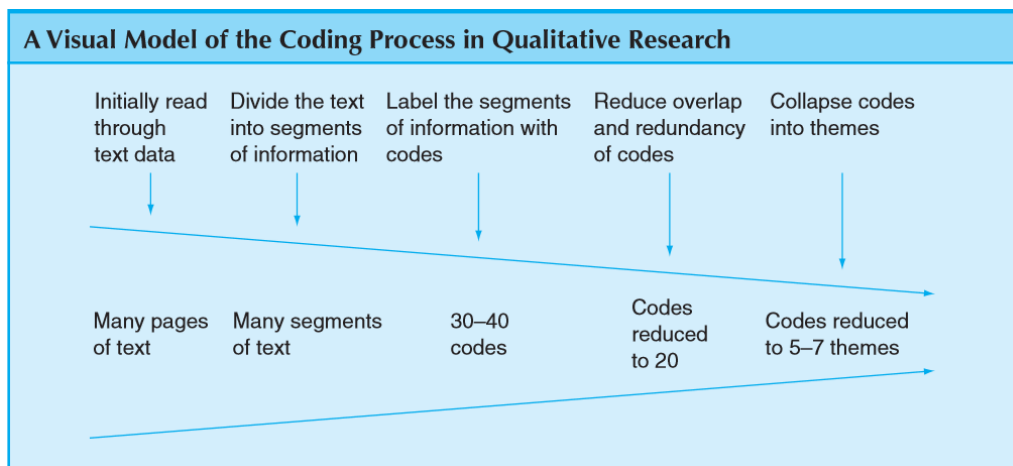 A Visual Model of the Coding Process in Qualitative Research
Initially read
through
text data
Divide the text
into segments
of information
Label the segments
of information with
codes
Reduce overlap
and redundancy
of codes
Collapse codes
into themes
Many pages
of text
Many segments
of text
30–40
codes
Codes
reduced
to 20
Codes reduced
to 5–7 themes